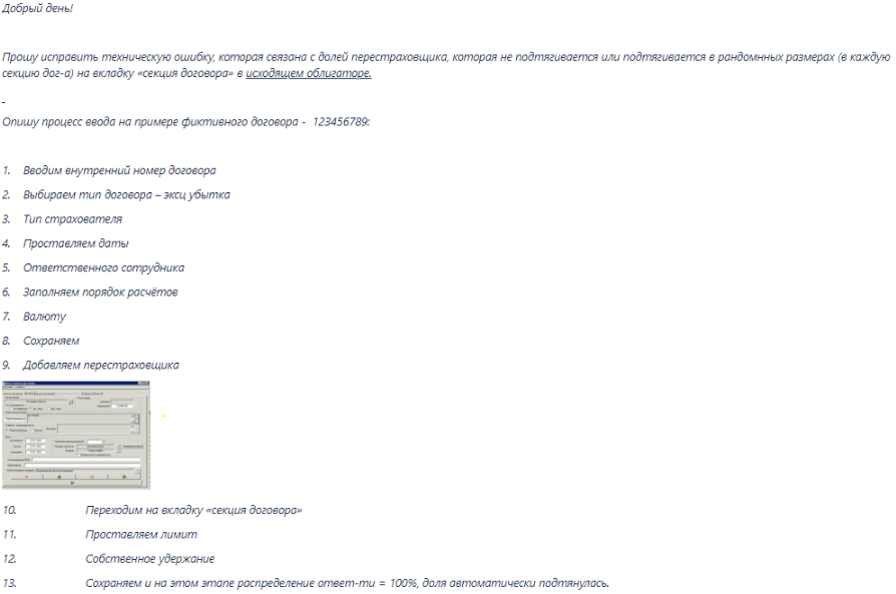 Добрый день!
Прошу исправить техническую ошибку, которая связана с долей перестраховщика, которая не подтягивается или подтягивается в рандомнных размерах (в каждую
секцию дог-а) на вкладку «секция договора» в исходящем облигаторе.
Опишу процесс ввода на примере фиктивного договора - 123456789:
1. Вводим внутренний номер договора
2. Выбираем тип договора – эксц убытка
3. Тип страхователя
4. Проставляем даты
5. Ответственного сотрудника
6. Заполняем порядок расчётов
7. Валюту
8. Сохраняем
9. Добавляем перестраховщика
10. Переходим на вкладку «секция договора»
11. Проставляем лимит
12. Собственное удержание
13. Сохраняем и на этом этапе распределение ответ-ти = 100%, доля автоматически подтянулась.